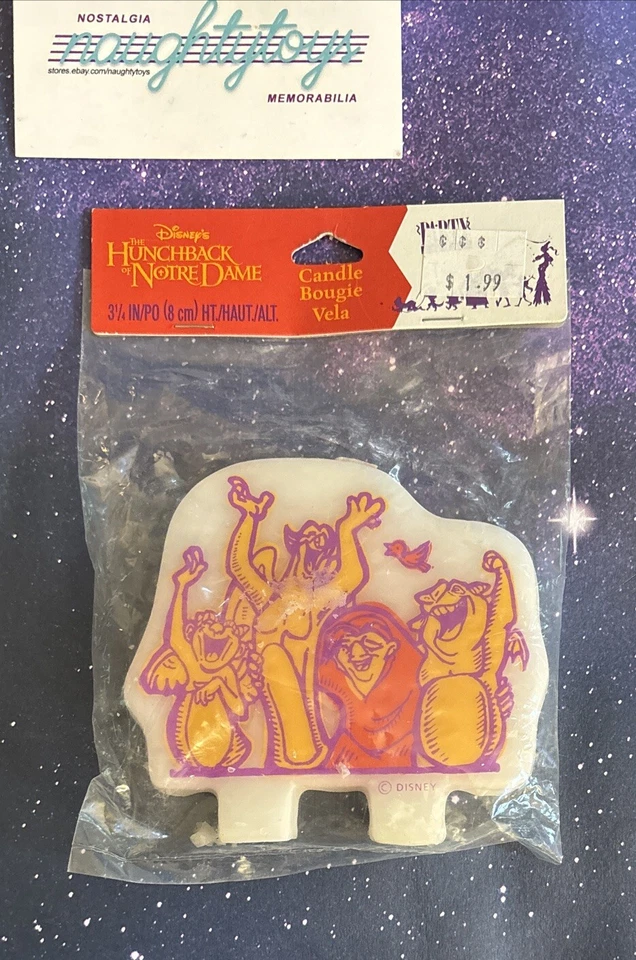 NOSTALGIA
naughtytoys
stores.ebay.com/naughtytoys
MEMORABILIA
DISNEY'S
THE
HUNCHBACK
OF NOTRE DAME
3¼ IN/PO (8 cm) HT./HAUT./ALT.
Candle
Bougie
Vela
PARTY
¢ ¢ ¢
$ 1.99
© DISNEY